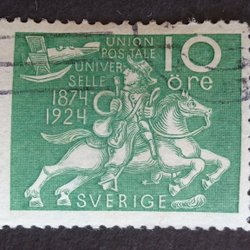 UNION 10
POSTALE
UNIVER öre
SELLE
1874
1924
SVERIGE